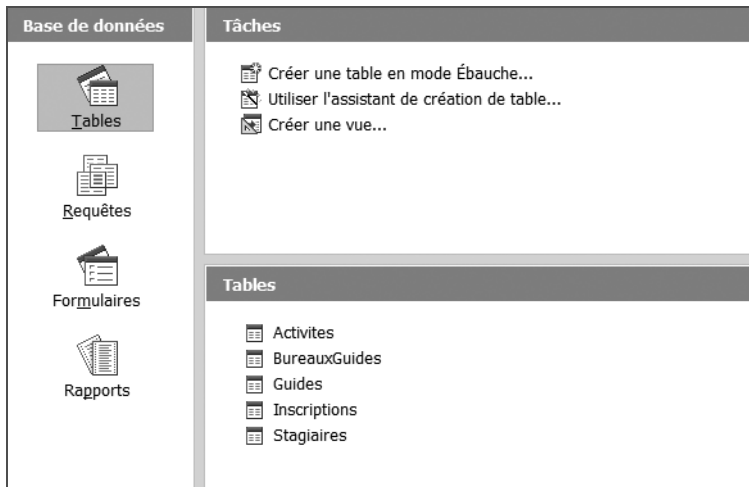 Base de données
Tables
Requêtes
Formulaires
Rapports
Tâches
Créer une table en mode Ébauche...
Utiliser l'assistant de création de table...
Créer une vue...
Tables
Activites
BureauxGuides
Guides
Inscriptions
Stagiaires